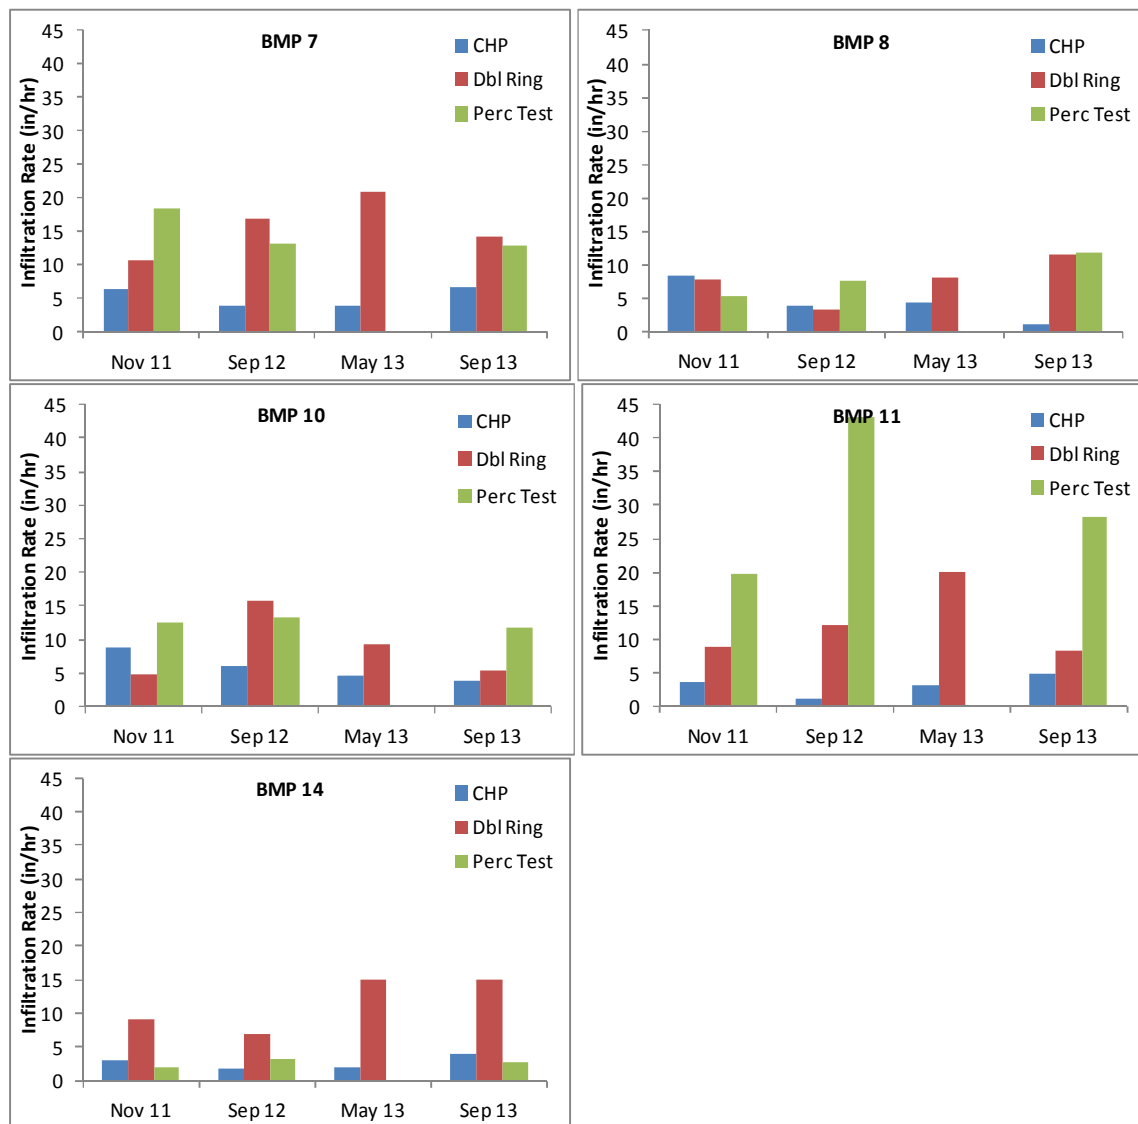 BMP 7
Infiltration Rate (in/hr)
45
40
35
30
25
20
15
10
5
0
CHP
Dbl Ring
Perc Test
Nov 11 Sep 12 May 13 Sep 13
BMP 8
Infiltration Rate (in/hr)
45
40
35
30
25
20
15
10
5
0
CHP
Dbl Ring
Perc Test
Nov 11 Sep 12 May 13 Sep 13
BMP 10
Infiltration Rate (in/hr)
45
40
35
30
25
20
15
10
5
0
CHP
Dbl Ring
Perc Test
Nov 11 Sep 12 May 13 Sep 13
BMP 11
Infiltration Rate (in/hr)
45
40
35
30
25
20
15
10
5
0
CHP
Dbl Ring
Perc Test
Nov 11 Sep 12 May 13 Sep 13
BMP 14
Infiltration Rate (in/hr)
45
40
35
30
25
20
15
10
5
0
CHP
Dbl Ring
Perc Test
Nov 11 Sep 12 May 13 Sep 13